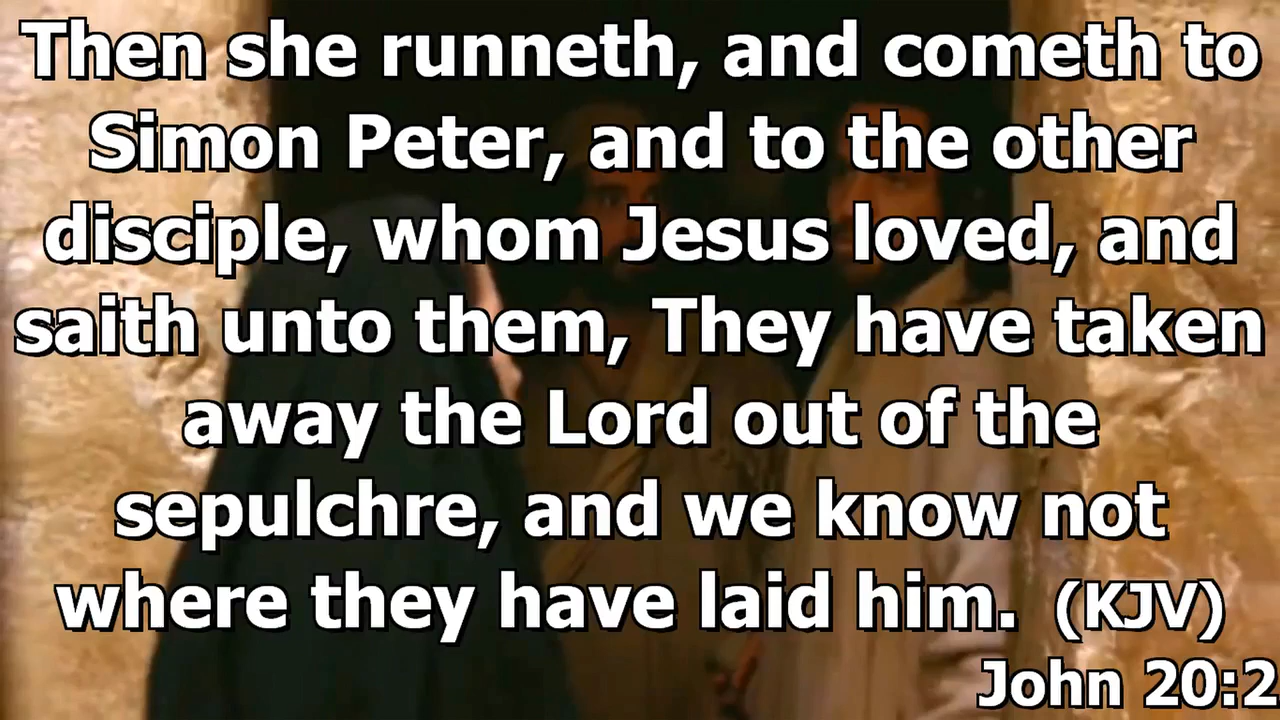 Then she runneth, and cometh to
Simon Peter, and to the other
disciple, whom Jesus loved, and
saith unto them, They have taken
away the Lord out of the
sepulchre, and we know not
where they have laid him. (KJV)
John 20:2